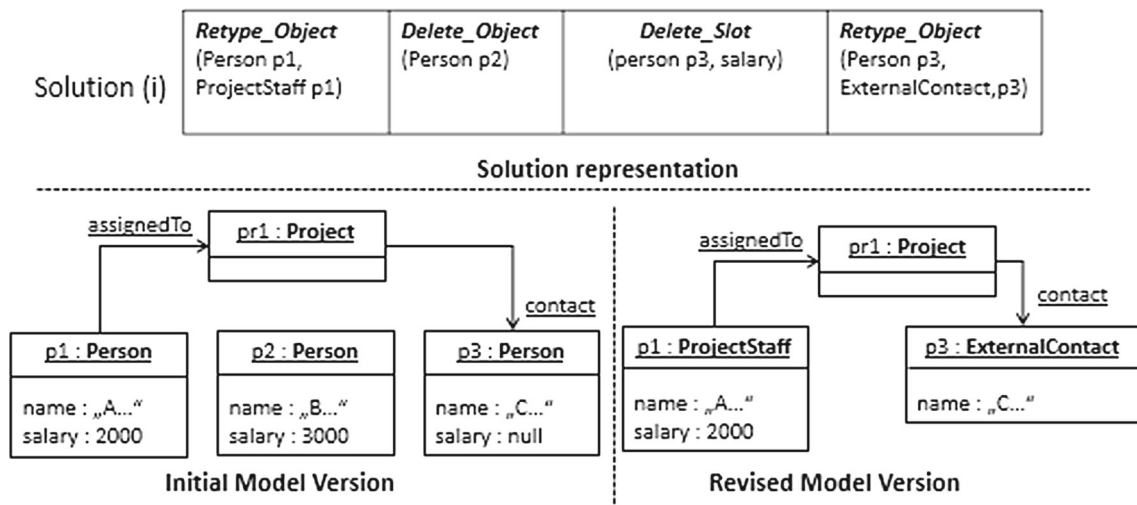 Solution (i)
Retype_Object
(Person p1,
ProjectStaff p1)
Delete_Object
(Person p2)
Delete_Slot
(person p3, salary)
Retype_Object
(Person p3,
ExternalContact,p3)
Solution representation
assignedTo
pr1 : Project
contact
p1 : Person
name : „A...“
salary : 2000
p2 : Person
name : „B...“
salary : 3000
p3 : Person
name : „C...“
salary : null
Initial Model Version
assignedTo
pr1 : Project
contact
p1 : ProjectStaff
name : „A...“
salary : 2000
p3 : ExternalContact
name : „C...“
Revised Model Version